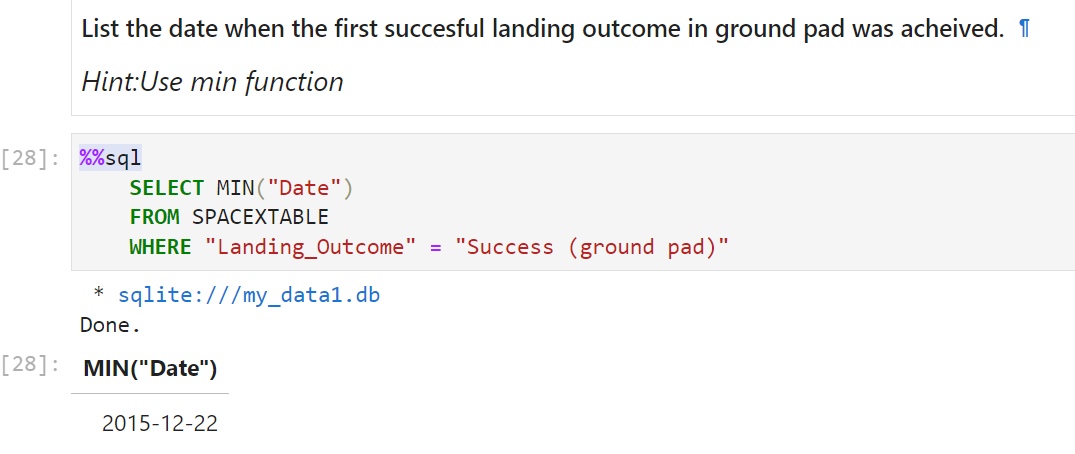 List the date when the first succesful landing outcome in ground pad was acheived. ¶
Hint:Use min function
[28]: %%sql
SELECT MIN("Date")
FROM SPACEXTABLE
WHERE "Landing_Outcome" = "Success (ground pad)"
* sqlite:///my_data1.db
Done.
[28]: MIN("Date")
2015-12-22